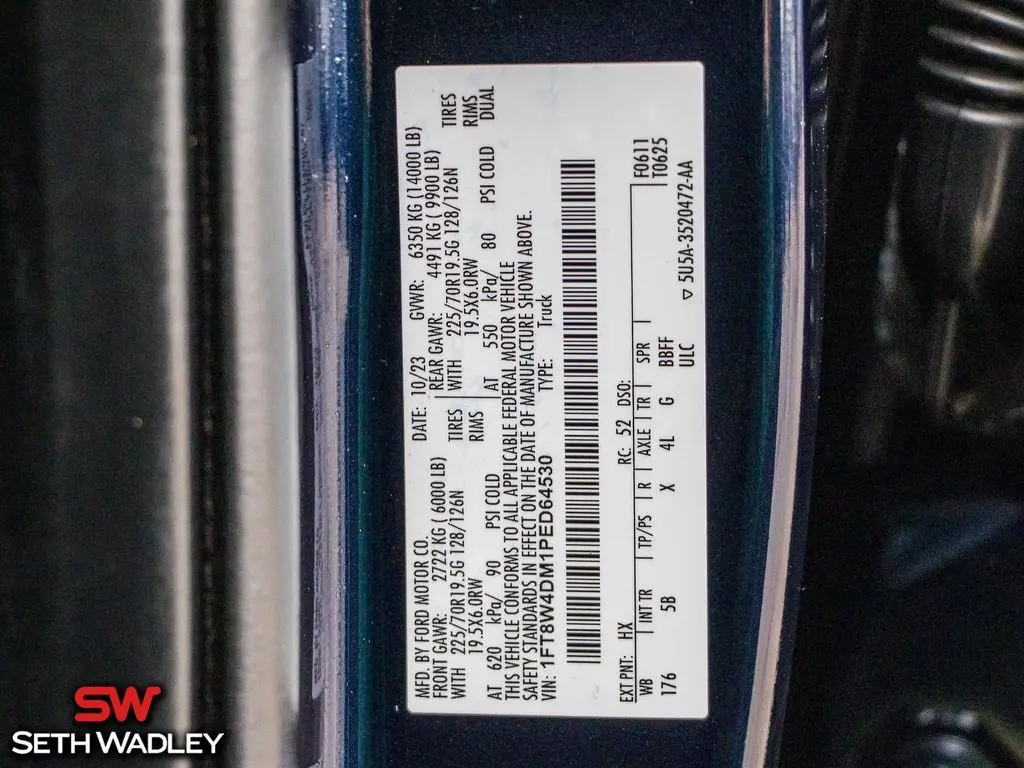 MFD. BY FORD MOTOR CO.
DATE: 10/23 GVWR: 6350 KG (14000 LB)
FRONT GAWR: 2722 KG ( 6000 LB)
REAR GAWR: 4491 KG ( 9900 LB)
WITH 225/70R19.5G 128/126N TIRES
WITH 225/70R19.5G 128/126N TIRES
19.5X6.0RW RIMS
19.5X6.0RW RIMS
AT 620 kPa/ 90 PSI COLD
AT 550 kPa/ 80 PSI COLD DUAL
THIS VEHICLE CONFORMS TO ALL APPLICABLE FEDERAL MOTOR VEHICLE
SAFETY STANDARDS IN EFFECT ON THE DATE OF MANUFACTURE SHOWN ABOVE.
VIN: 1FT8W4DM1PED64530 TYPE: Truck
EXT PNT: HX RC: 52 DSO: F0611
WB INT TR TP/PS R AXLE TR SPR T0625
176 5B X 4L G BBFF
ULC ▽ 5U5A-3520472-AA
SW
SETH WADLEY